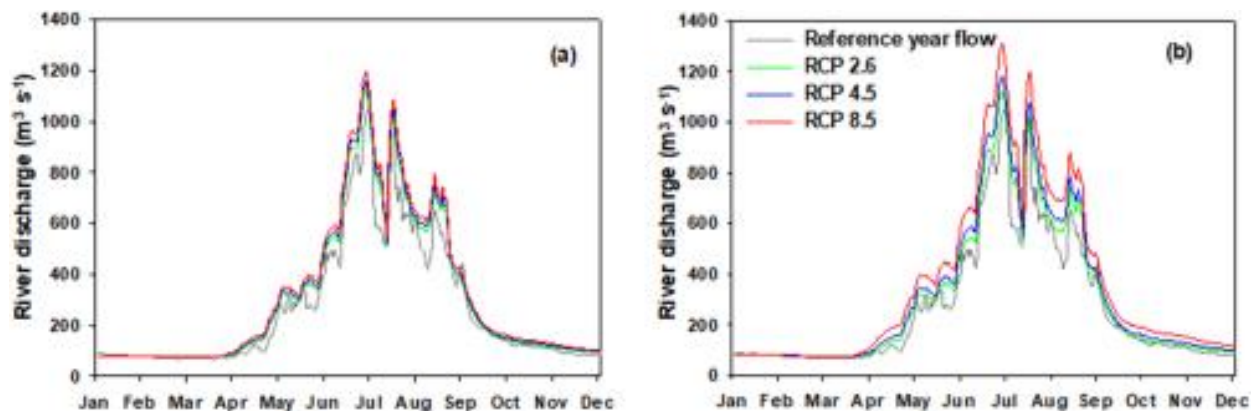 1400
1200
1000
800
600
400
200
0
River discharge (m³ s¹)
(a)
Jan Feb Mar Apr May Jun Jul Aug Sep Oct Nov Dec
1400
1200
1000
800
600
400
200
0
River disharge (m³ s⁻¹)
Reference year flow
RCP 2.6
RCP 4.5
RCP 8.5
(b)
Jan Feb Mar Apr May Jun Jul Aug Sep Oct Nov Dec